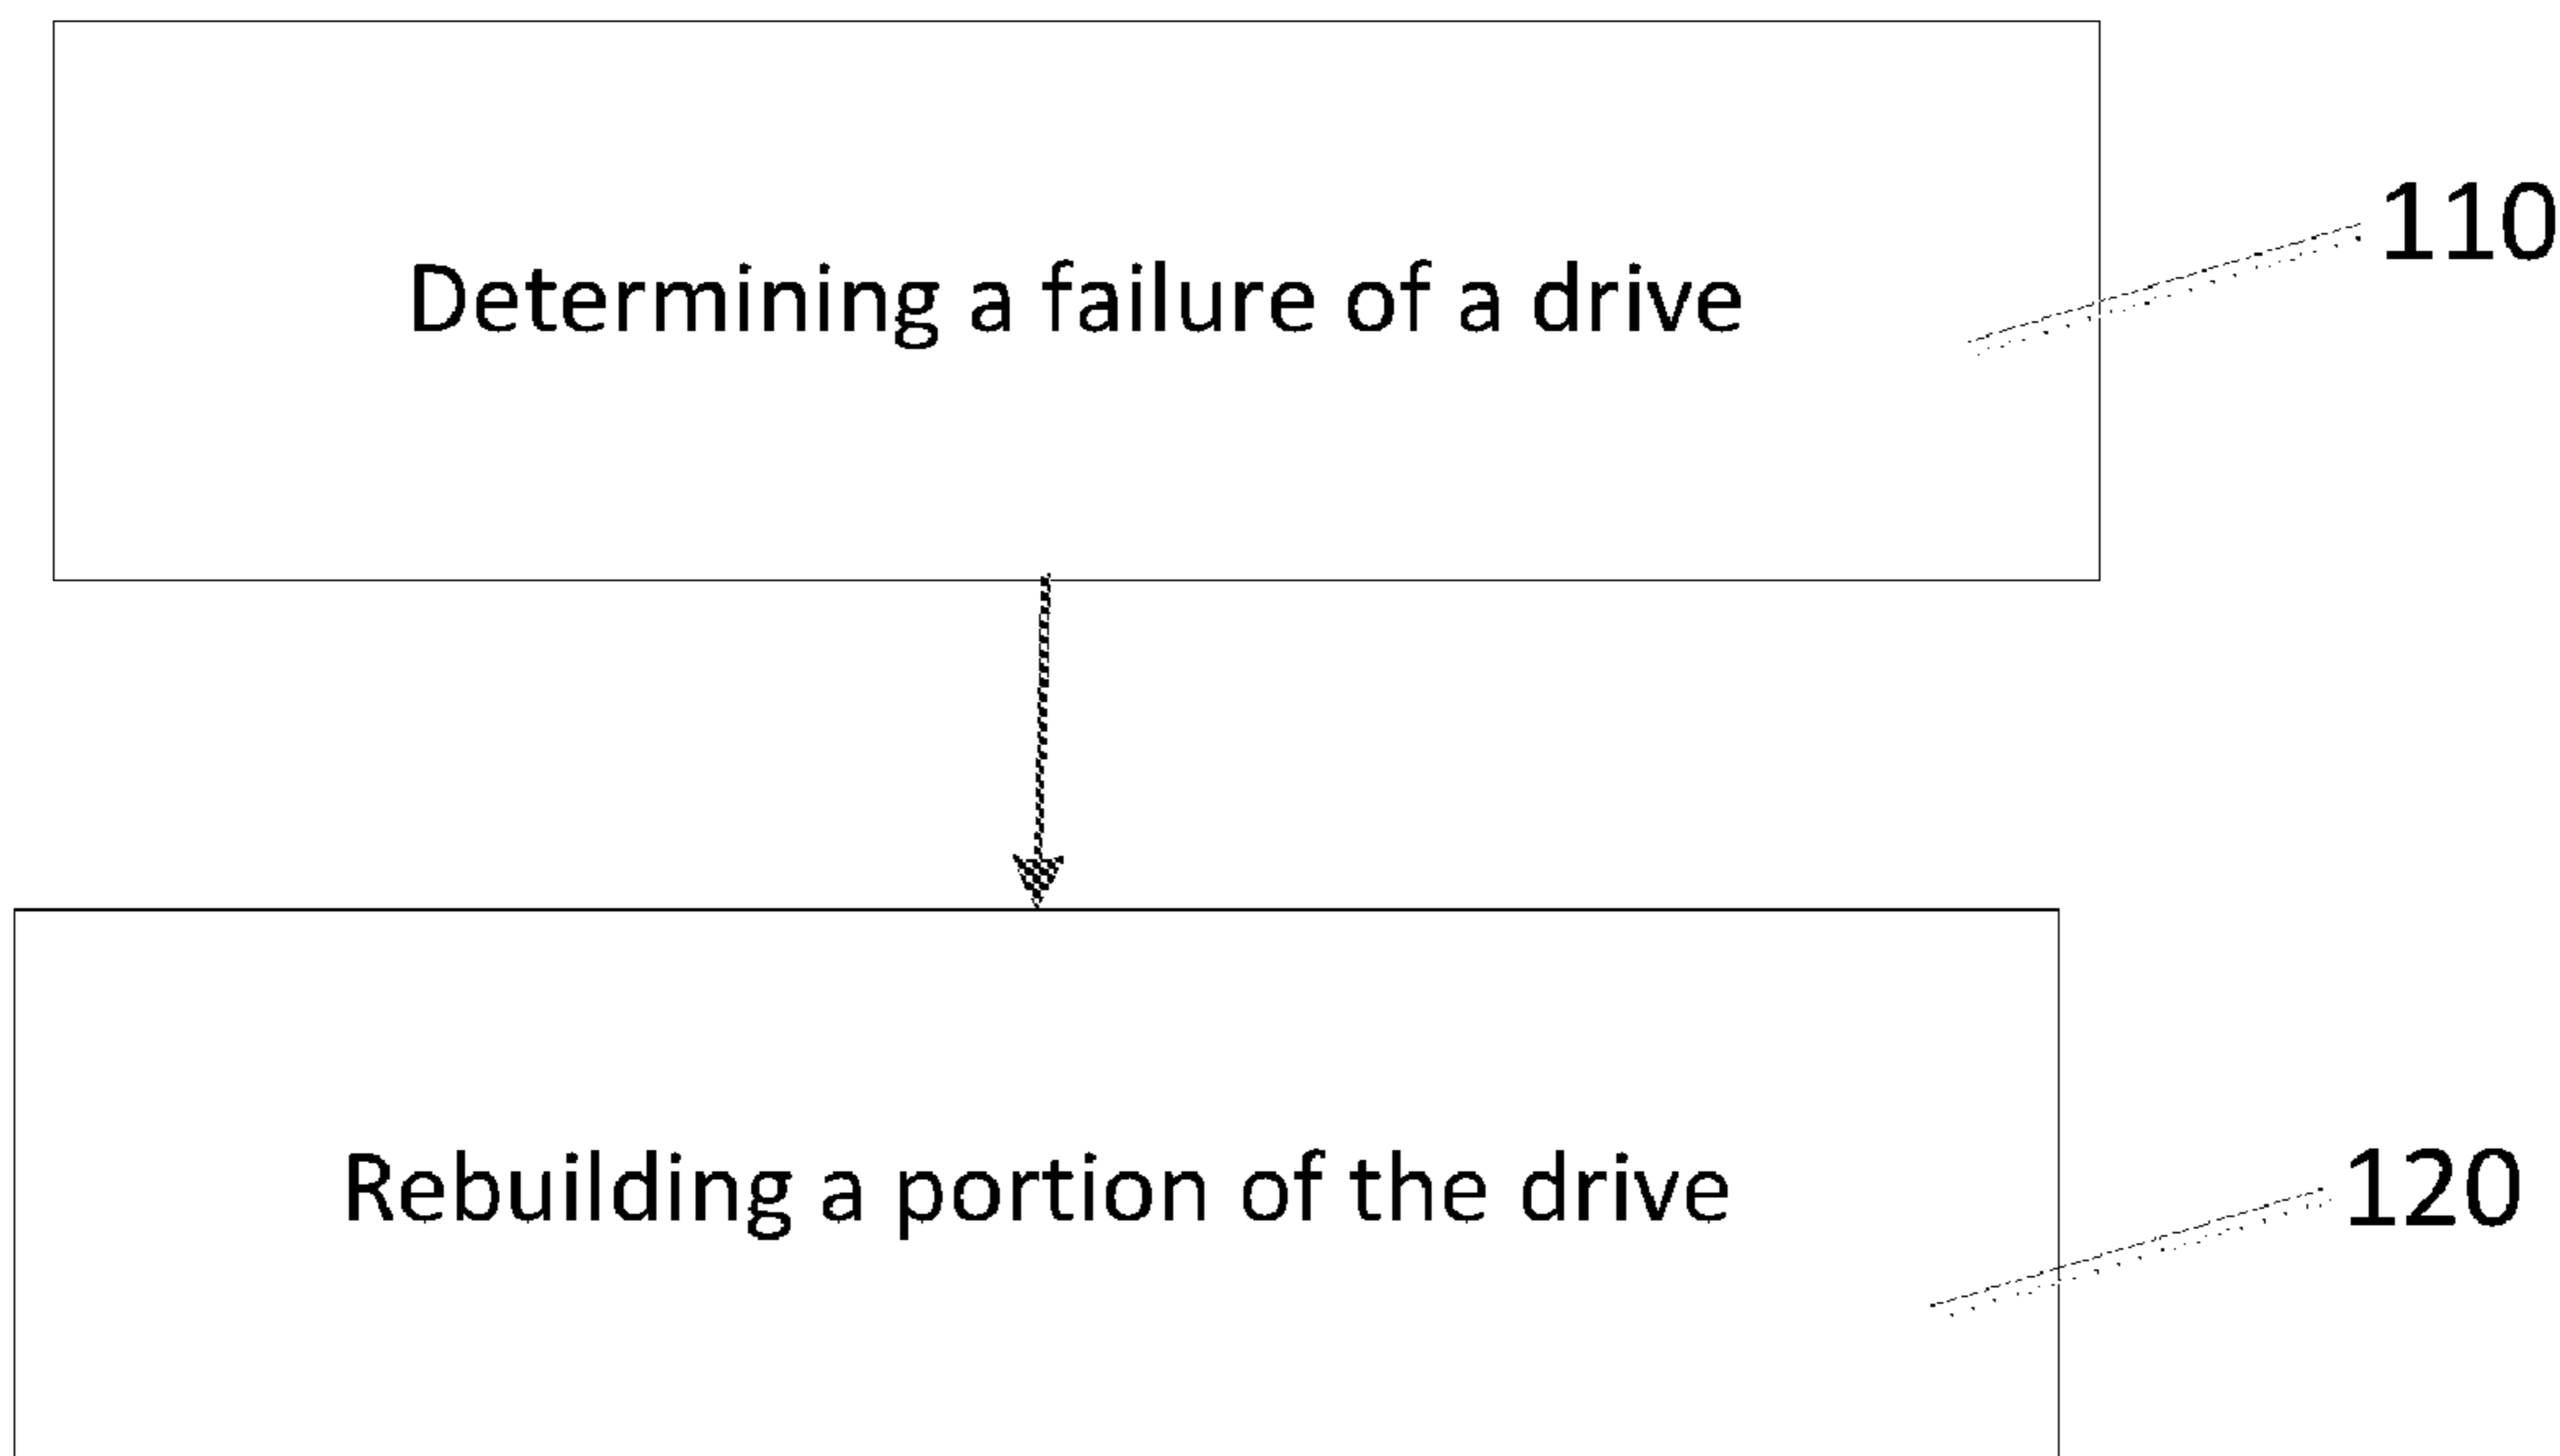 Determining a failure of a drive
110
Rebuilding a portion of the drive
120